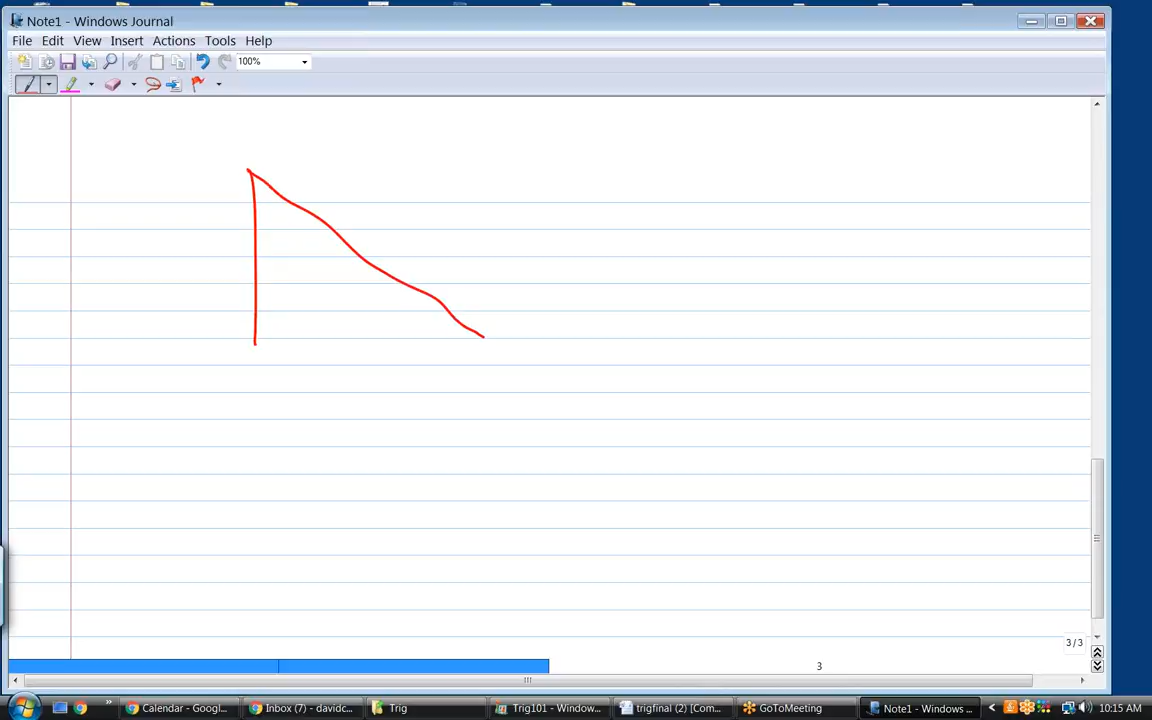 Note1 - Windows Journal
File Edit View Insert Actions Tools Help
100%
3 / 3
3
Calendar - Googl... Inbox (7) - davidc... Trig Trig101 - Window... trigfinal (2) [Com... GoToMeeting Note1 - Windows ... 10:15 AM